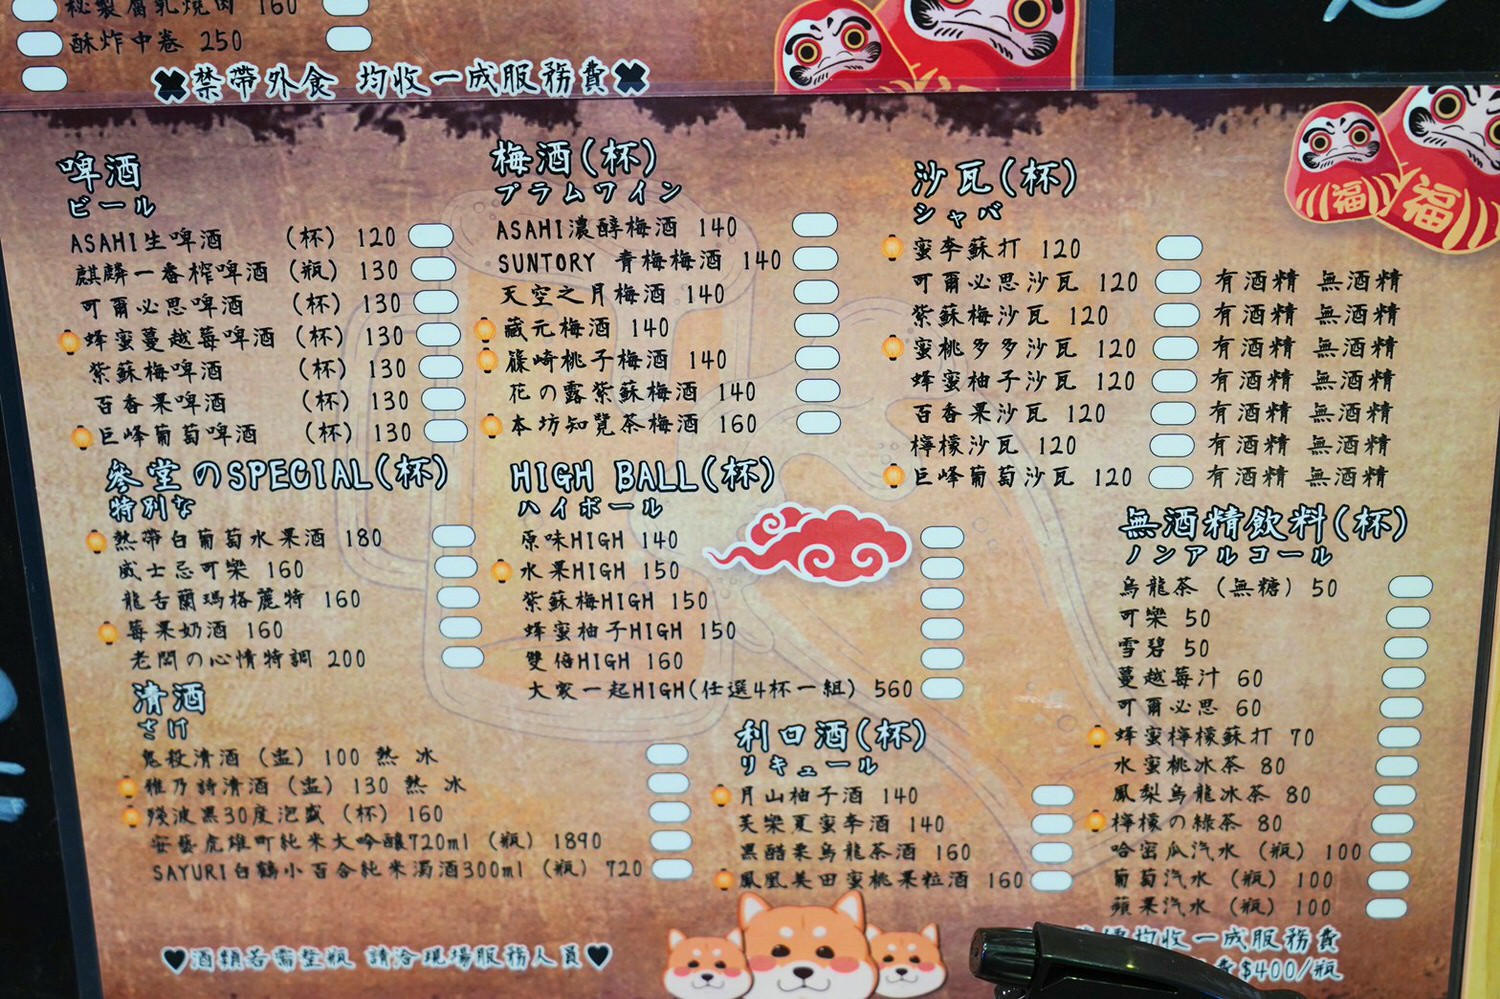 秘製腐乳燒肉 160
酥炸中卷 250
✖禁帶外食 均收一成服務費✖
啤酒
ビール
ASAHI生啤酒 (杯) 120
麒麟一番榨啤酒 (瓶) 130
可爾必思啤酒 (杯) 130
蜂蜜蔓越莓啤酒 (杯) 130
紫蘇梅啤酒 (杯) 130
百香果啤酒 (杯) 130
巨峰葡萄啤酒 (杯) 130
參堂のSPECIAL(杯)
特別な
熱帶白葡萄水果酒 180
威士忌可樂 160
龍舌蘭瑪格麗特 160
莓果奶酒 160
老闆の心情特調 200
清酒
さけ
鬼殺清酒 (盅) 100 熱 冰
雅乃詩清酒 (盅) 130 熱 冰
殘波黑30度泡盛 (杯) 160
安藝虎雄町純米大吟釀720ml (瓶) 1890
SAYURI白鶴小百合純米濁酒300ml (瓶) 720
♥酒類若需整瓶 請洽現場服務人員♥
梅酒(杯)
プラムワイン
ASAHI濃醇梅酒 140
SUNTORY 青梅梅酒 140
天空之月梅酒 140
藏元梅酒 140
篠崎桃子梅酒 140
花の露紫蘇梅酒 140
本坊知覽茶梅酒 160
HIGH BALL(杯)
ハイボール
原味HIGH 140
水果HIGH 150
紫蘇梅HIGH 150
蜂蜜柚子HIGH 150
雙倍HIGH 160
大家一起HIGH(任選4杯一組) 560
利口酒(杯)
リキュール
月山柚子酒 140
芙樂夏蜜李酒 140
黑醋栗烏龍茶酒 160
鳳凰美田蜜桃果粒酒 160
沙瓦(杯)
シャバ
蜜李蘇打 120
可爾必思沙瓦 120 有酒精 無酒精
紫蘇梅沙瓦 120 有酒精 無酒精
蜜桃多多沙瓦 120 有酒精 無酒精
蜂蜜柚子沙瓦 120 有酒精 無酒精
百香果沙瓦 120 有酒精 無酒精
檸檬沙瓦 120 有酒精 無酒精
巨峰葡萄沙瓦 120 有酒精 無酒精
無酒精飲料(杯)
ノンアルコール
烏龍茶 (無糖) 50
可樂 50
雪碧 50
蔓越莓汁 60
可爾必思 60
蜂蜜檸檬蘇打 70
水蜜桃冰茶 80
鳳梨烏龍冰茶 80
檸檬の綠茶 80
哈密瓜汽水 (瓶) 100
葡萄汽水 (瓶) 100
蘋果汽水 (瓶) 100
均收一成服務費
費$400/瓶
福
福